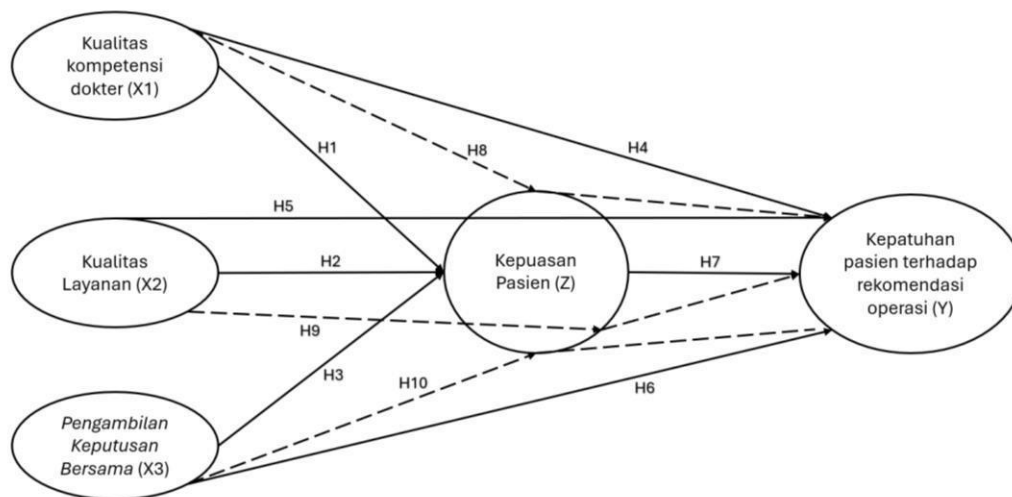 Kualitas
kompetensi
dokter (X1)
H1
H8
H4
H5
Kualitas
Layanan (X2)
H2
Kepuasan
Pasien (Z)
H7
Kepatuhan
pasien terhadap
rekomendasi
operasi (Y)
H9
H3
H10
H6
Pengambilan
Keputusan
Bersama (X3)